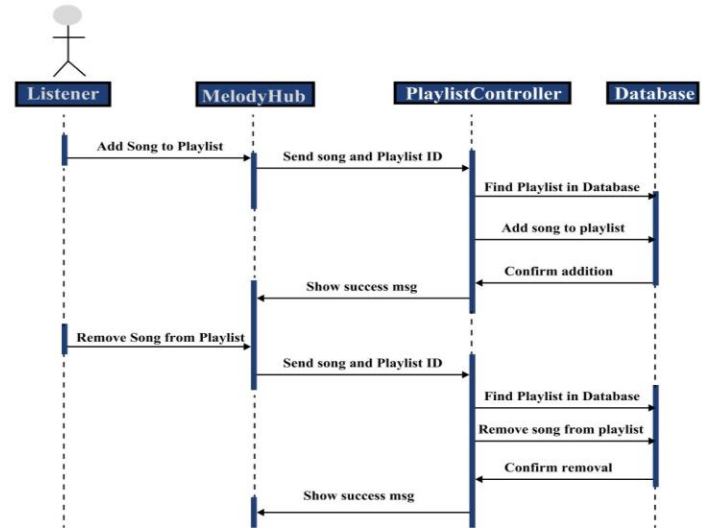 Listener
MelodyHub
PlaylistController
Database
Add Song to Playlist
Send song and Playlist ID
Find Playlist in Database
Add song to playlist
Confirm addition
Show success msg
Remove Song from Playlist
Send song and Playlist ID
Find Playlist in Database
Remove song from playlist
Confirm removal
Show success msg